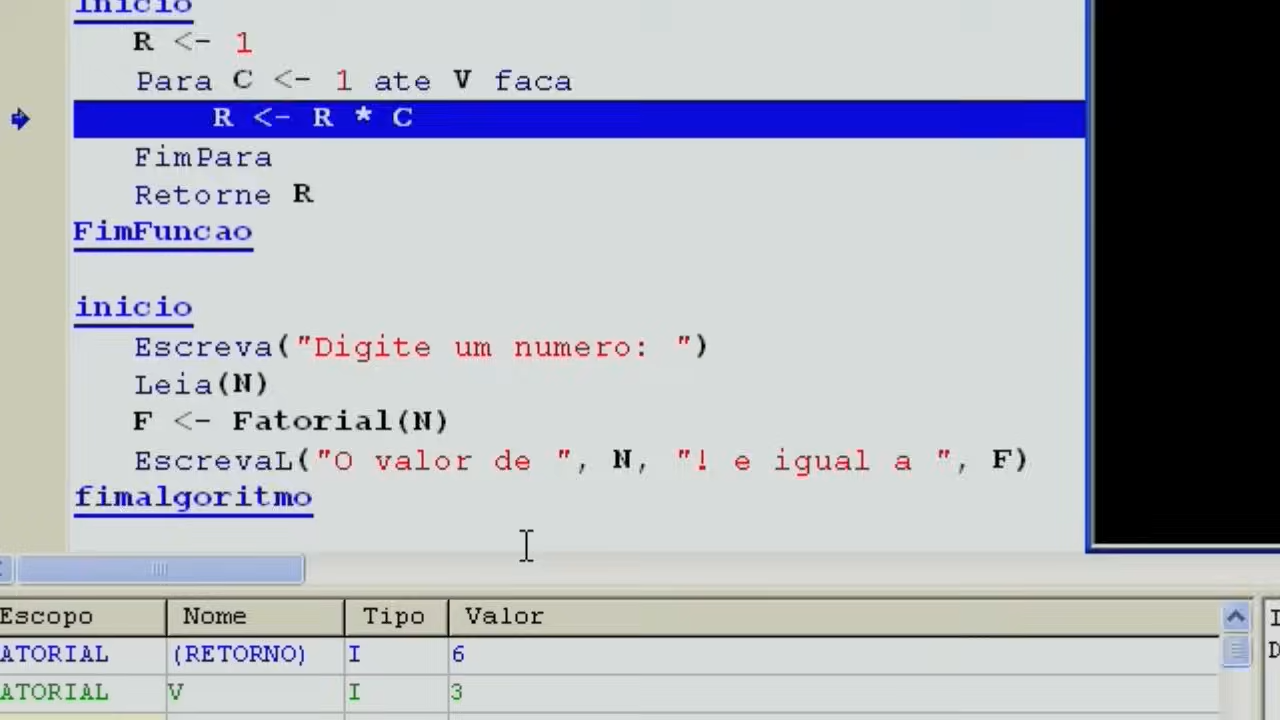 inicio
R <- 1
Para C <- 1 ate V faca
R <- R * C
FimPara
Retorne R
FimFuncao
inicio
Escreva("Digite um numero: ")
Leia(N)
F <- Fatorial(N)
EscrevaL("O valor de ", N, "! e igual a ", F)
fimalgoritmo
Escopo Nome Tipo Valor
ATORIAL (RETORNO) I 6
ATORIAL V I 3